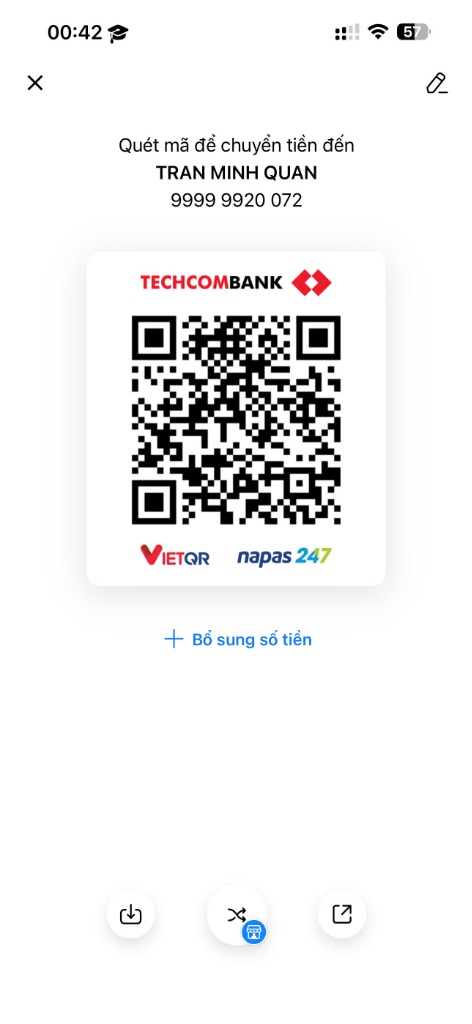 00:42
57
Quét mã để chuyển tiền đến
TRAN MINH QUAN
9999 9920 072
TECHCOMBANK
VIETQR
napas 247
Bổ sung số tiền